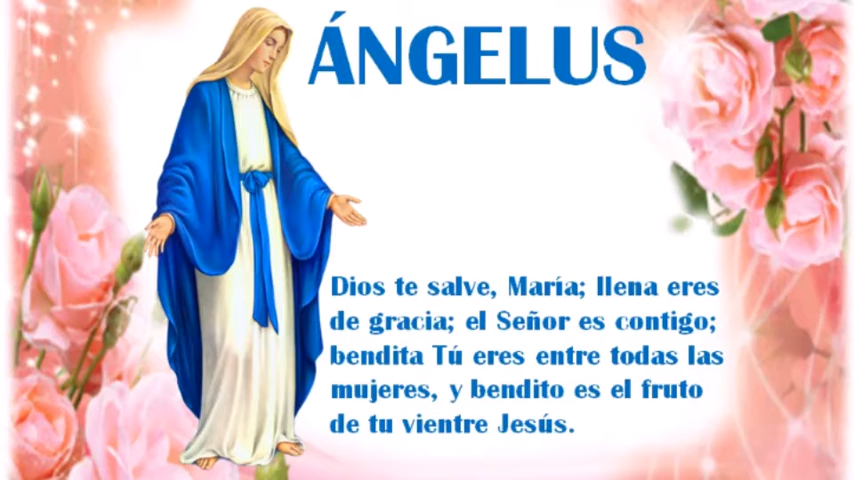 ÁNGELUS
Dios te salve, María; llena eres
de gracia; el Señor es contigo;
bendita Tú eres entre todas las
mujeres, y bendito es el fruto
de tu vientre Jesús.